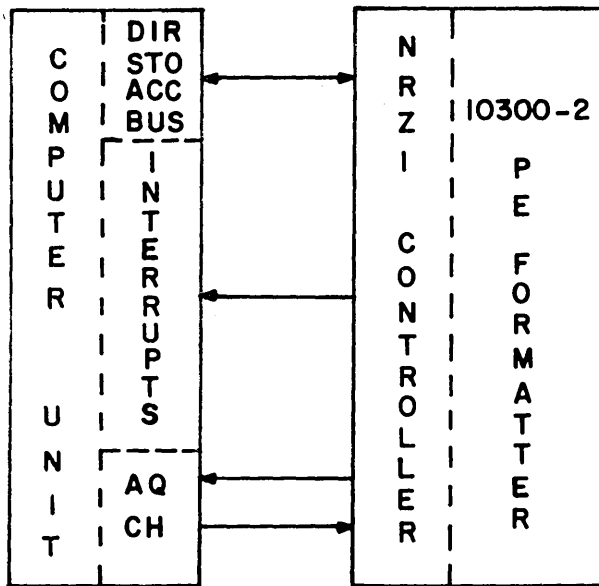 COMPUTER UNIT
DIR
STO
ACC
BUS
INTERRUPTS
AQ
CH
NRZI CONTROLLER
10300-2
PE FORMATTER